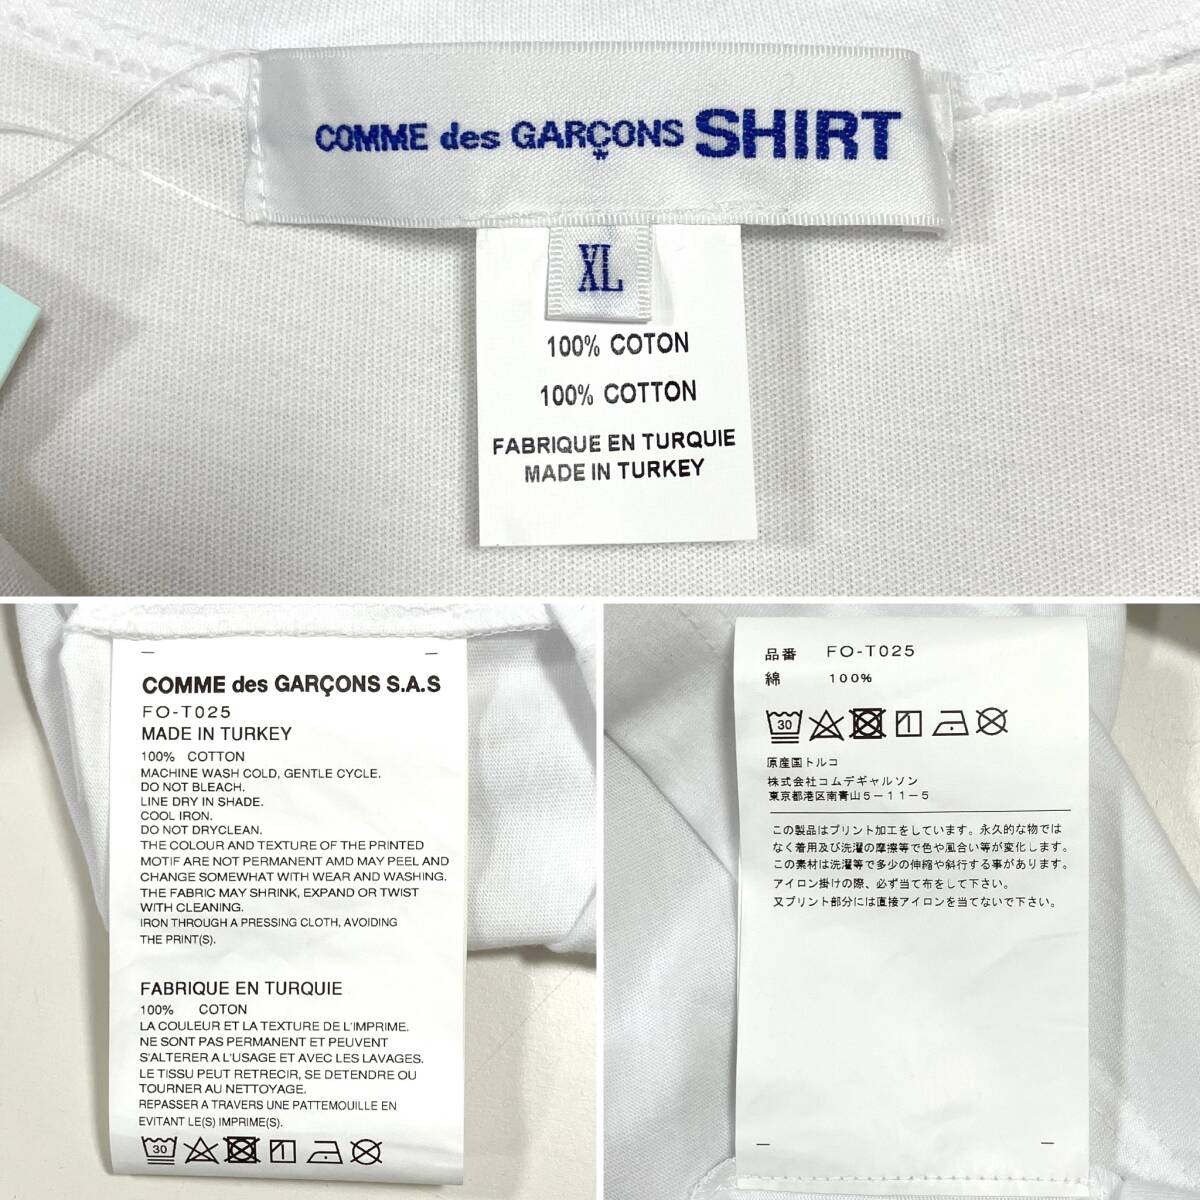 COMME des GARÇONS SHIRT
XL
100% COTON
100% COTTON
FABRIQUE EN TURQUIE
MADE IN TURKEY
COMME des GARÇONS S.A.S
FO-T025
MADE IN TURKEY
100% COTTON
MACHINE WASH COLD, GENTLE CYCLE.
DO NOT BLEACH.
LINE DRY IN SHADE.
COOL IRON.
DO NOT DRYCLEAN.
THE COLOUR AND TEXTURE OF THE PRINTED
MOTIF ARE NOT PERMANENT AMD MAY PEEL AND
CHANGE SOMEWHAT WITH WEAR AND WASHING.
THE FABRIC MAY SHRINK, EXPAND OR TWIST
WITH CLEANING.
IRON THROUGH A PRESSING CLOTH, AVOIDING
THE PRINT(S).
FABRIQUE EN TURQUIE
100% COTON
LA COULEUR ET LA TEXTURE DE L'IMPRIME.
NE SONT PAS PERMANENT ET PEUVENT
S'ALTERER A L'USAGE ET AVEC LES LAVAGES.
LE TISSU PEUT RETRECIR, SE DETENDRE OU
TOURNER AU NETTOYAGE.
REPASSER A TRAVERS UNE PATTEMOUILLE EN
EVITANT LE(S) IMPRIME(S).
30
品番 FO-T025
綿 100%
30
原産国トルコ
株式会社コムデギャルソン
東京都港区南青山5-11-5
この製品はプリント加工をしています。永久的な物では
なく着用及び洗濯の摩擦等で色や風合い等が変化します。
この素材は洗濯等で多少の伸縮や斜行する事があります。
アイロン掛けの際、必ず当て布をして下さい。
又プリント部分には直接アイロンを当てないで下さい。